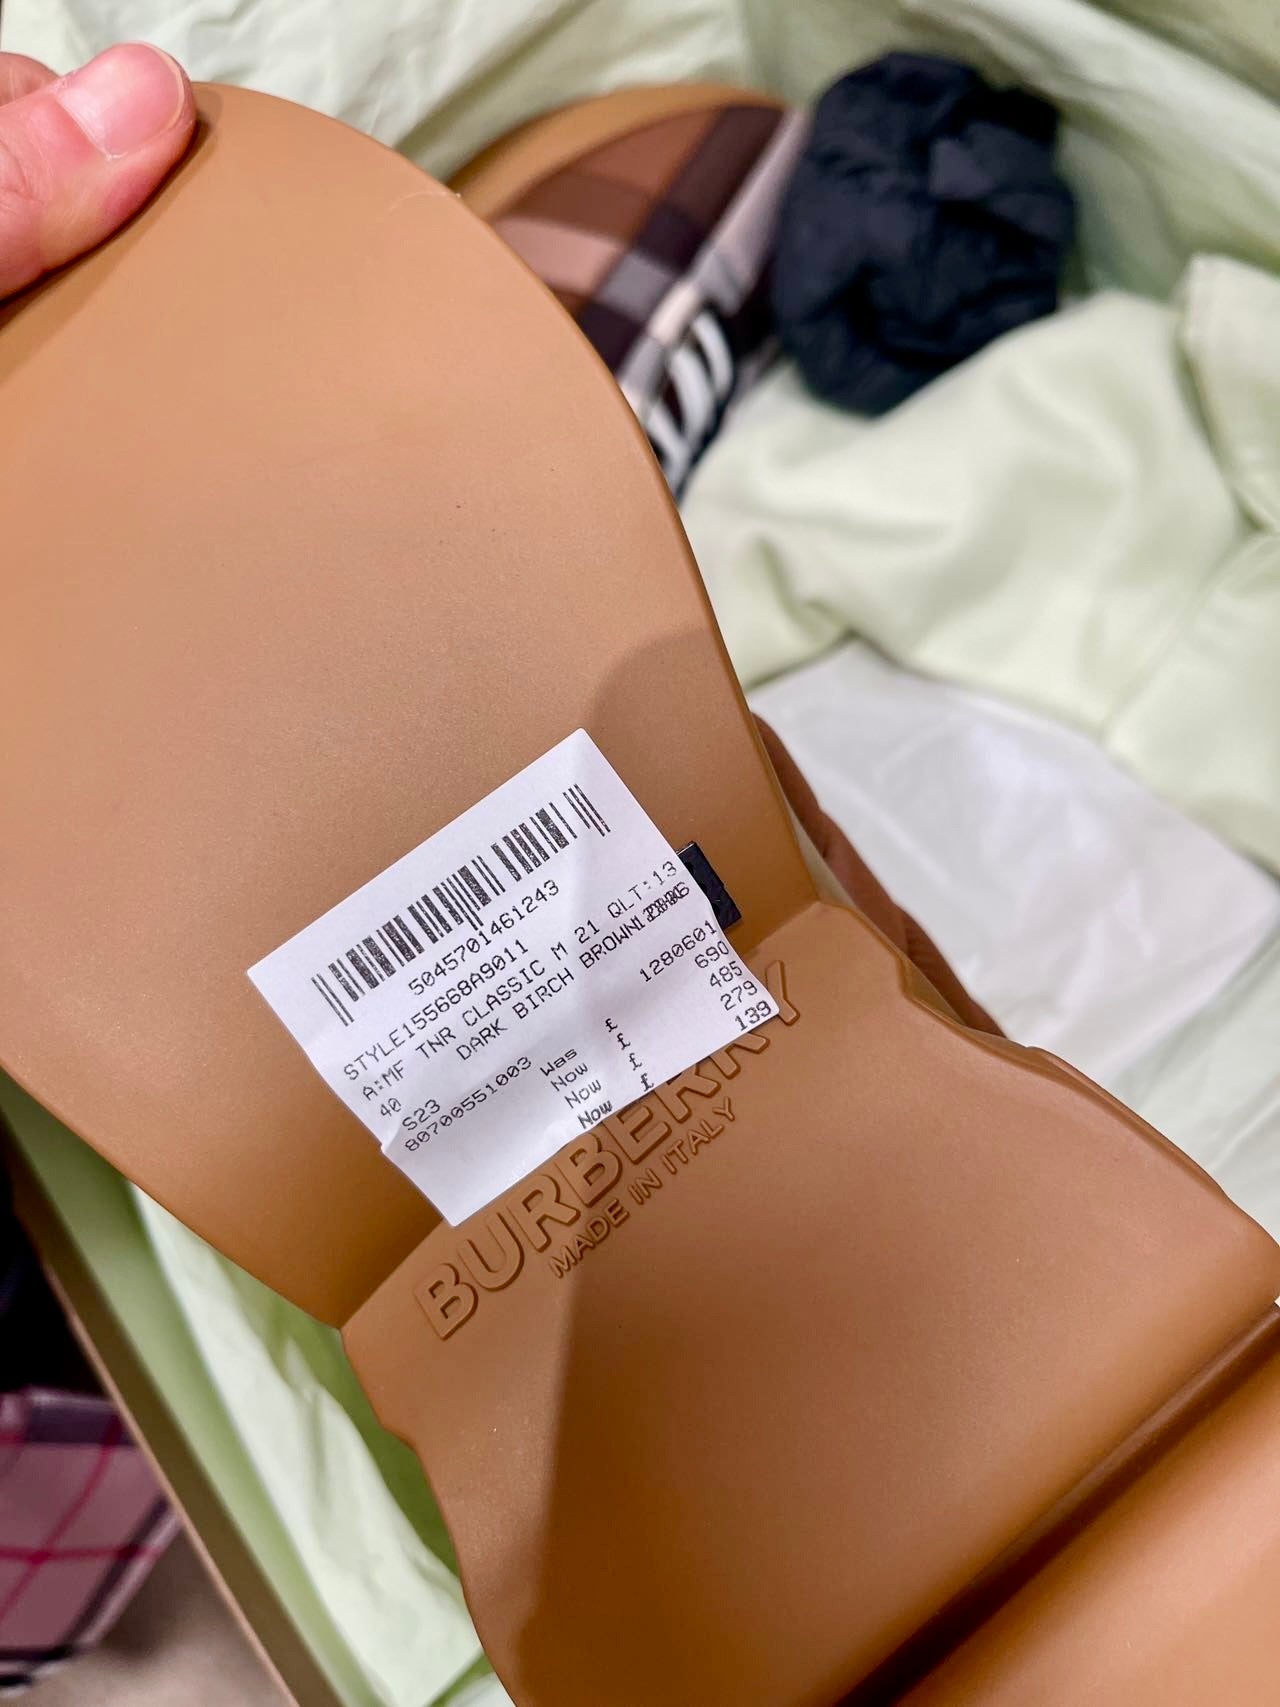 5045701461243
STYLE155668A9011
A:MF TNR CLASSIC M 21 QLT:13
40 DARK BIRCH BROWN
S23 1280601
80700551003 Was £ 690
Now £ 485
Now £ 279
Now £ 139
BURBERRY
MADE IN ITALY